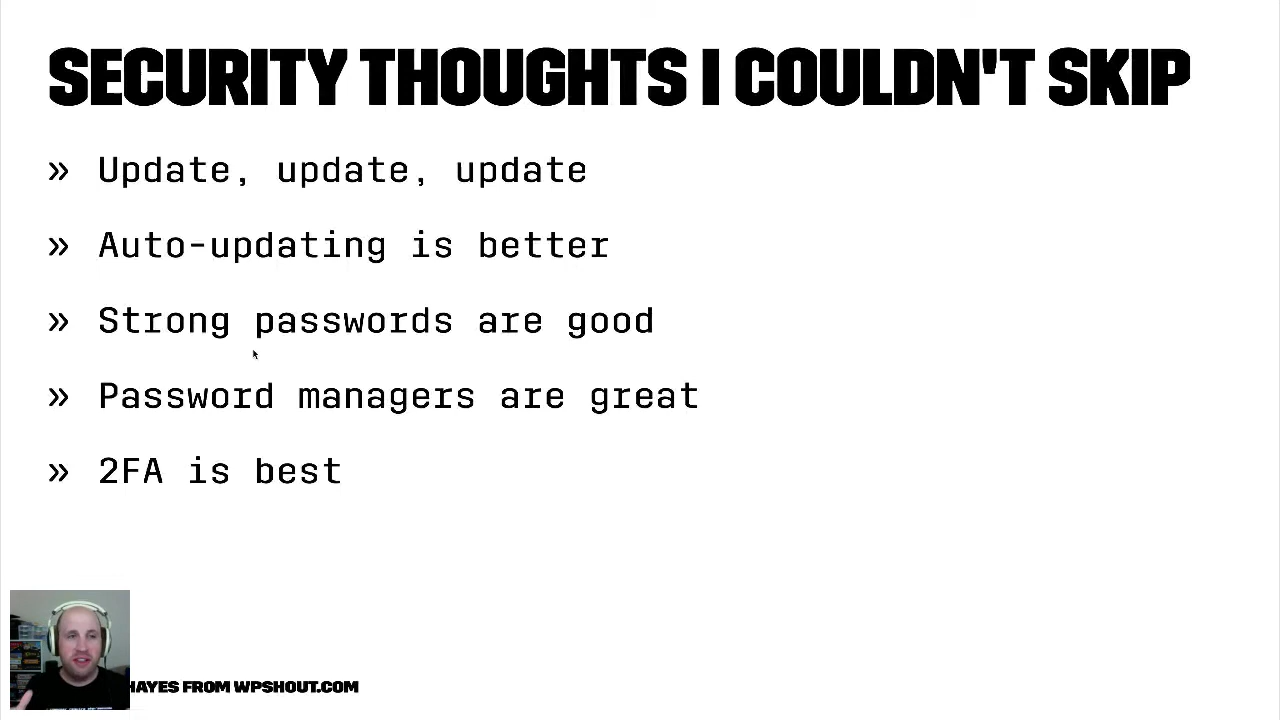 SECURITY THOUGHTS I COULDN'T SKIP
» Update, update, update
» Auto-updating is better
» Strong passwords are good
» Password managers are great
» 2FA is best
HAYES FROM WPSHOUT.COM